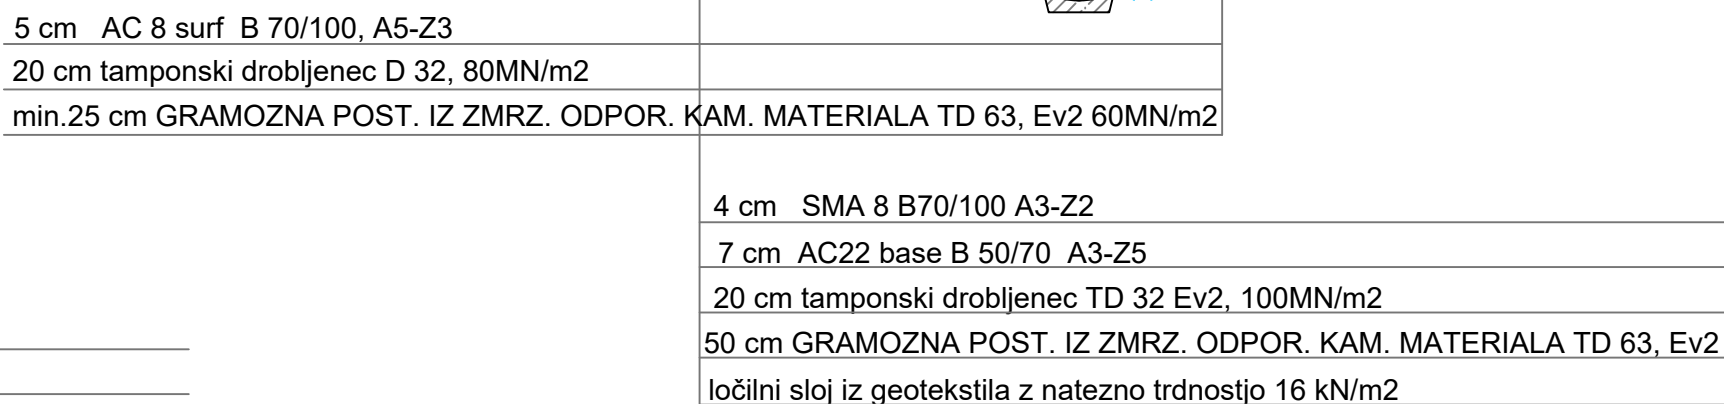 5 cm AC 8 surf B 70/100, A5-Z3
20 cm tamponski drobljenec D 32, 80MN/m2
min.25 cm GRAMOZNA POST. IZ ZMRZ. ODPOR. KAM. MATERIALA TD 63, Ev2 60MN/m2
4 cm SMA 8 B70/100 A3-Z2
7 cm AC22 base B 50/70 A3-Z5
20 cm tamponski drobljenec TD 32 Ev2, 100MN/m2
50 cm GRAMOZNA POST. IZ ZMRZ. ODPOR. KAM. MATERIALA TD 63, Ev2
ločilni sloj iz geotekstila z natezno trdnostjo 16 kN/m2